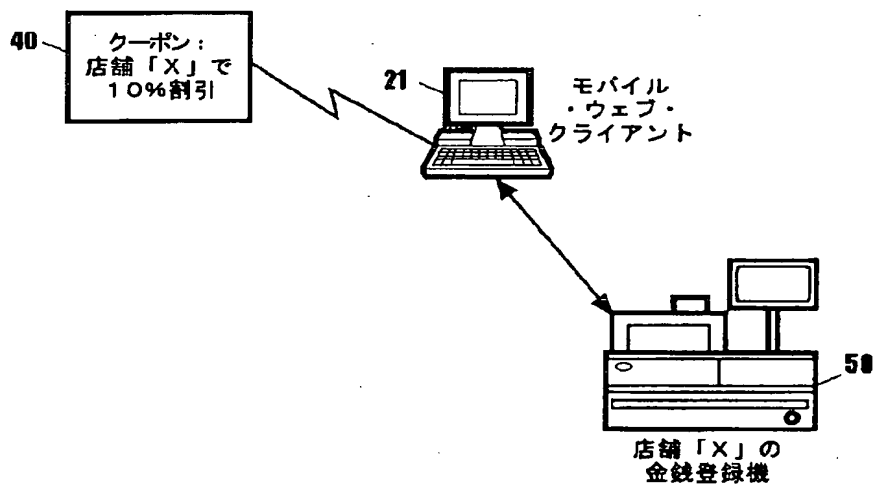 40
クーポン：
店舗「X」で
10%割引
21
モバイル
・ウェブ・
クライアント
50
店舗「X」の
金銭登録機